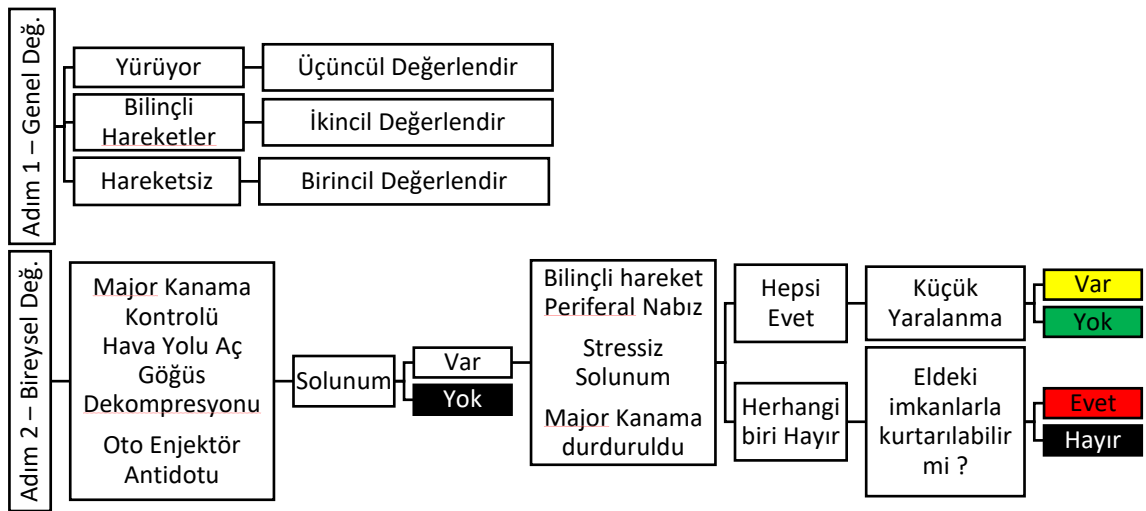 Adım 1 – Genel Değ.
Yürüyor
Üçüncül Değerlendir
Bilinçli
Hareketler
İkincil Değerlendir
Hareketsiz
Birincil Değerlendir
Adım 2 – Bireysel Değ.
Major Kanama
Kontrolü
Hava Yolu Aç
Göğüs
Dekompresyonu
Oto Enjektör
Antidotu
Solunum
Var
Yok
Bilinçli hareket
Periferal Nabız
Stressiz
Solunum
Major Kanama
durduruldu
Hepsi
Evet
Küçük
Yaralanma
Var
Yok
Herhangi
biri Hayır
Eldeki
imkanlarla
kurtarılabilir
mi ?
Evet
Hayır